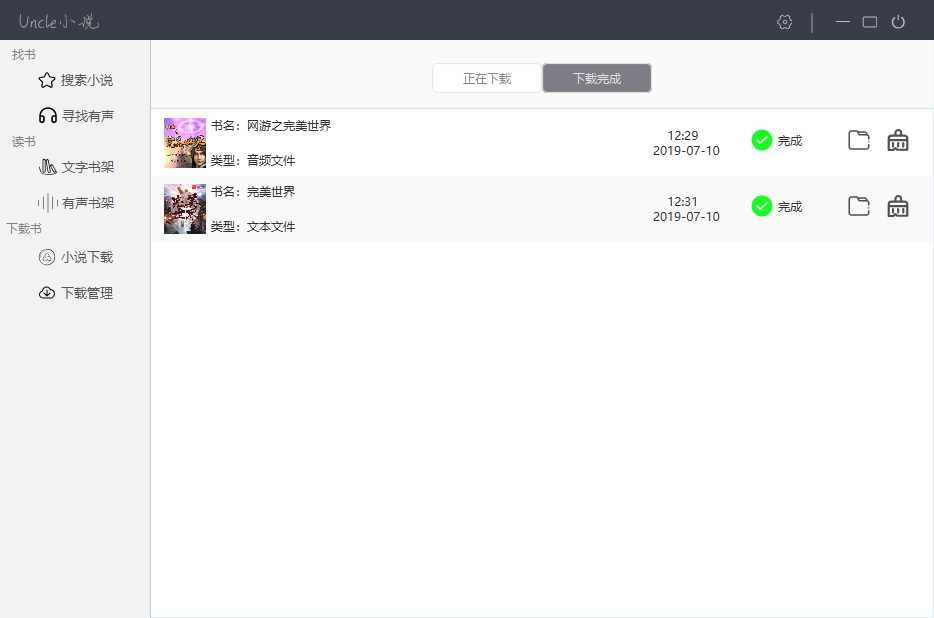 Uncle小说
找书
搜索小说
寻找有声
读书
文字书架
有声书架
下载书
小说下载
下载管理
正在下载
下载完成
书名：网游之完美世界
类型：音频文件
12:29
2019-07-10
完成
书名：完美世界
类型：文本文件
12:31
2019-07-10
完成